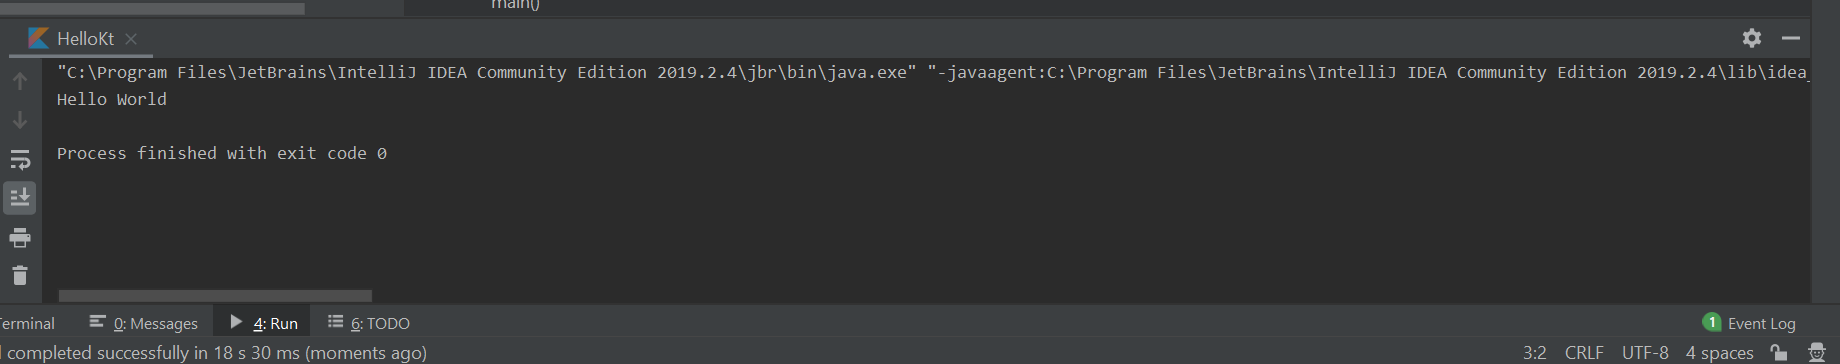 main()
HelloKt
"C:\Program Files\JetBrains\IntelliJ IDEA Community Edition 2019.2.4\jbr\bin\java.exe" "-javaagent:C:\Program Files\JetBrains\IntelliJ IDEA Community Edition 2019.2.4\lib\idea_
Hello World
Process finished with exit code 0
Terminal 0: Messages 4: Run 6: TODO 1 Event Log
completed successfully in 18 s 30 ms (moments ago) 3:2 CRLF UTF-8 4 spaces